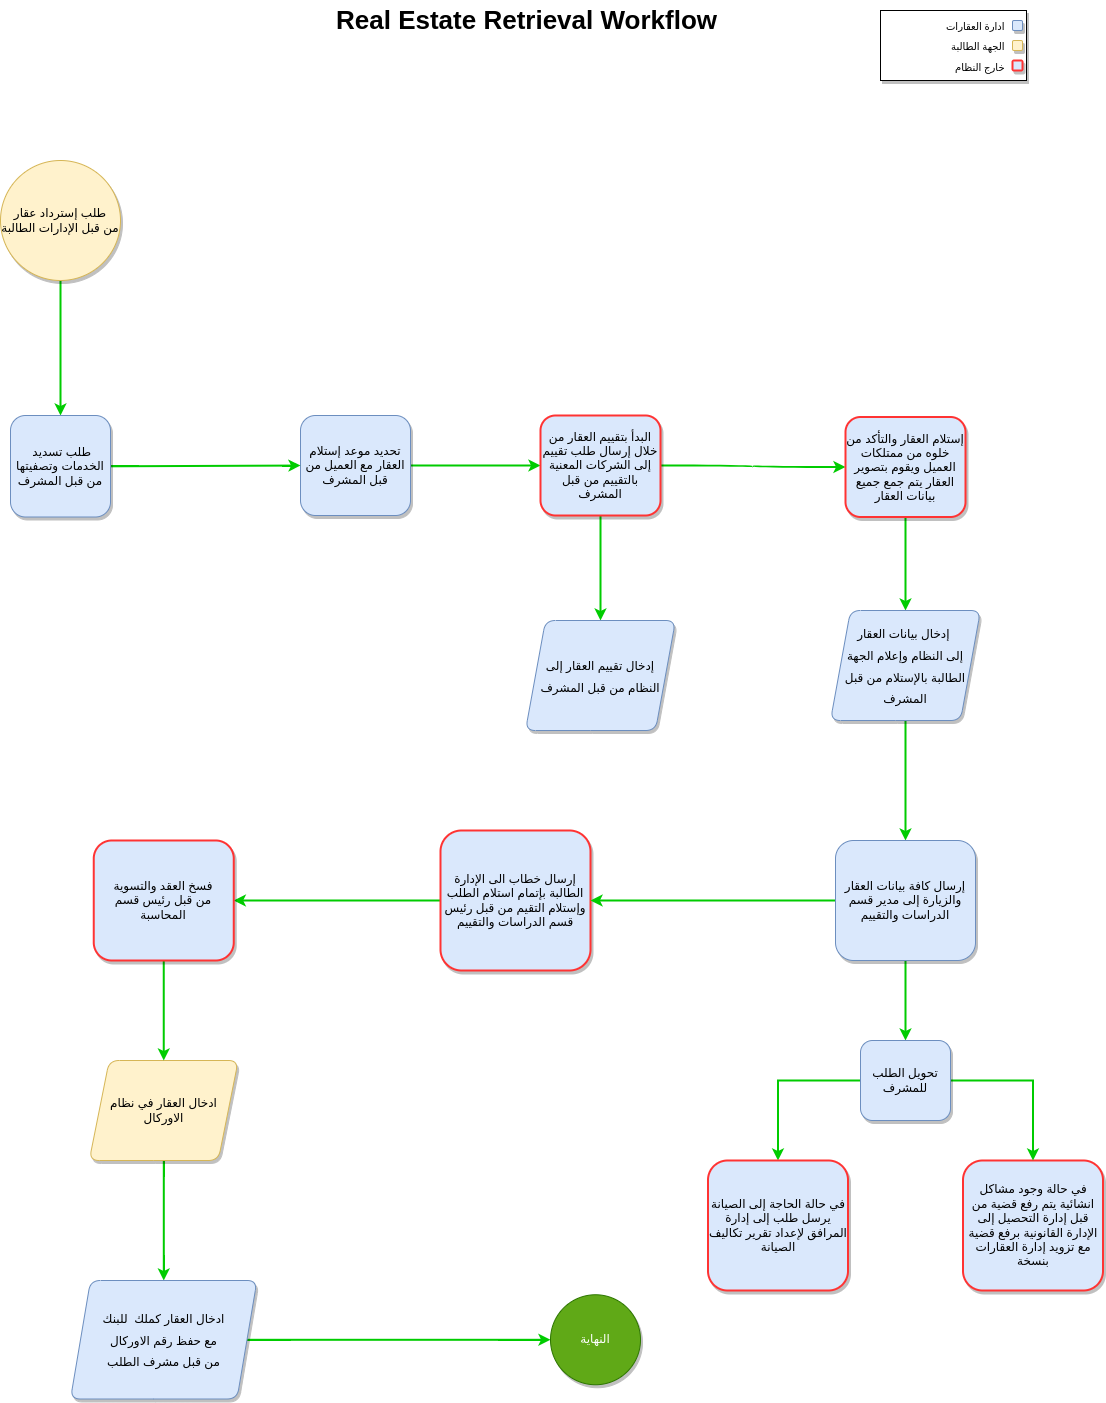 Real Estate Retrieval Workflow
ادارة العقارات
الجهة الطالبة
خارج النظام
طلب إسترداد عقار
من قبل الإدارات الطالبة
طلب تسديد
الخدمات وتصفيتها
من قبل المشرف
تحديد موعد إستلام
العقار مع العميل من
قبل المشرف
البدأ بتقييم العقار من
خلال إرسال طلب تقييم
إلى الشركات المعنية
بالتقييم من قبل
المشرف
إستلام العقار والتأكد من
خلوه من ممتلكات
العميل ويقوم بتصوير
العقار يتم جمع جميع
بيانات العقار
إدخال تقييم العقار إلى
النظام من قبل المشرف
إدخال بيانات العقار
إلى النظام وإعلام الجهة
الطالبة بالإستلام من قبل
المشرف
إرسال كافة بيانات العقار
والزيارة إلى مدير قسم
الدراسات والتقييم
إرسال خطاب الى الإدارة
الطالبة بإتمام استلام الطلب
وإستلام التقيم من قبل رئيس
قسم الدراسات والتقييم
فسخ العقد والتسوية
من قبل رئيس قسم
المحاسبة
تحويل الطلب
للمشرف
ادخال العقار في نظام
الاوركال
في حالة الحاجة إلى الصيانة
يرسل طلب إلى إدارة
المرافق لإعداد تقرير تكاليف
الصيانة
في حالة وجود مشاكل
انشائية يتم رفع قضية من
قبل إدارة التحصيل إلى
الإدارة القانونية برفع قضية
مع تزويد إدارة العقارات
بنسخة
ادخال العقار كملك للبنك
مع حفظ رقم الاوركال
من قبل مشرف الطلب
النهاية